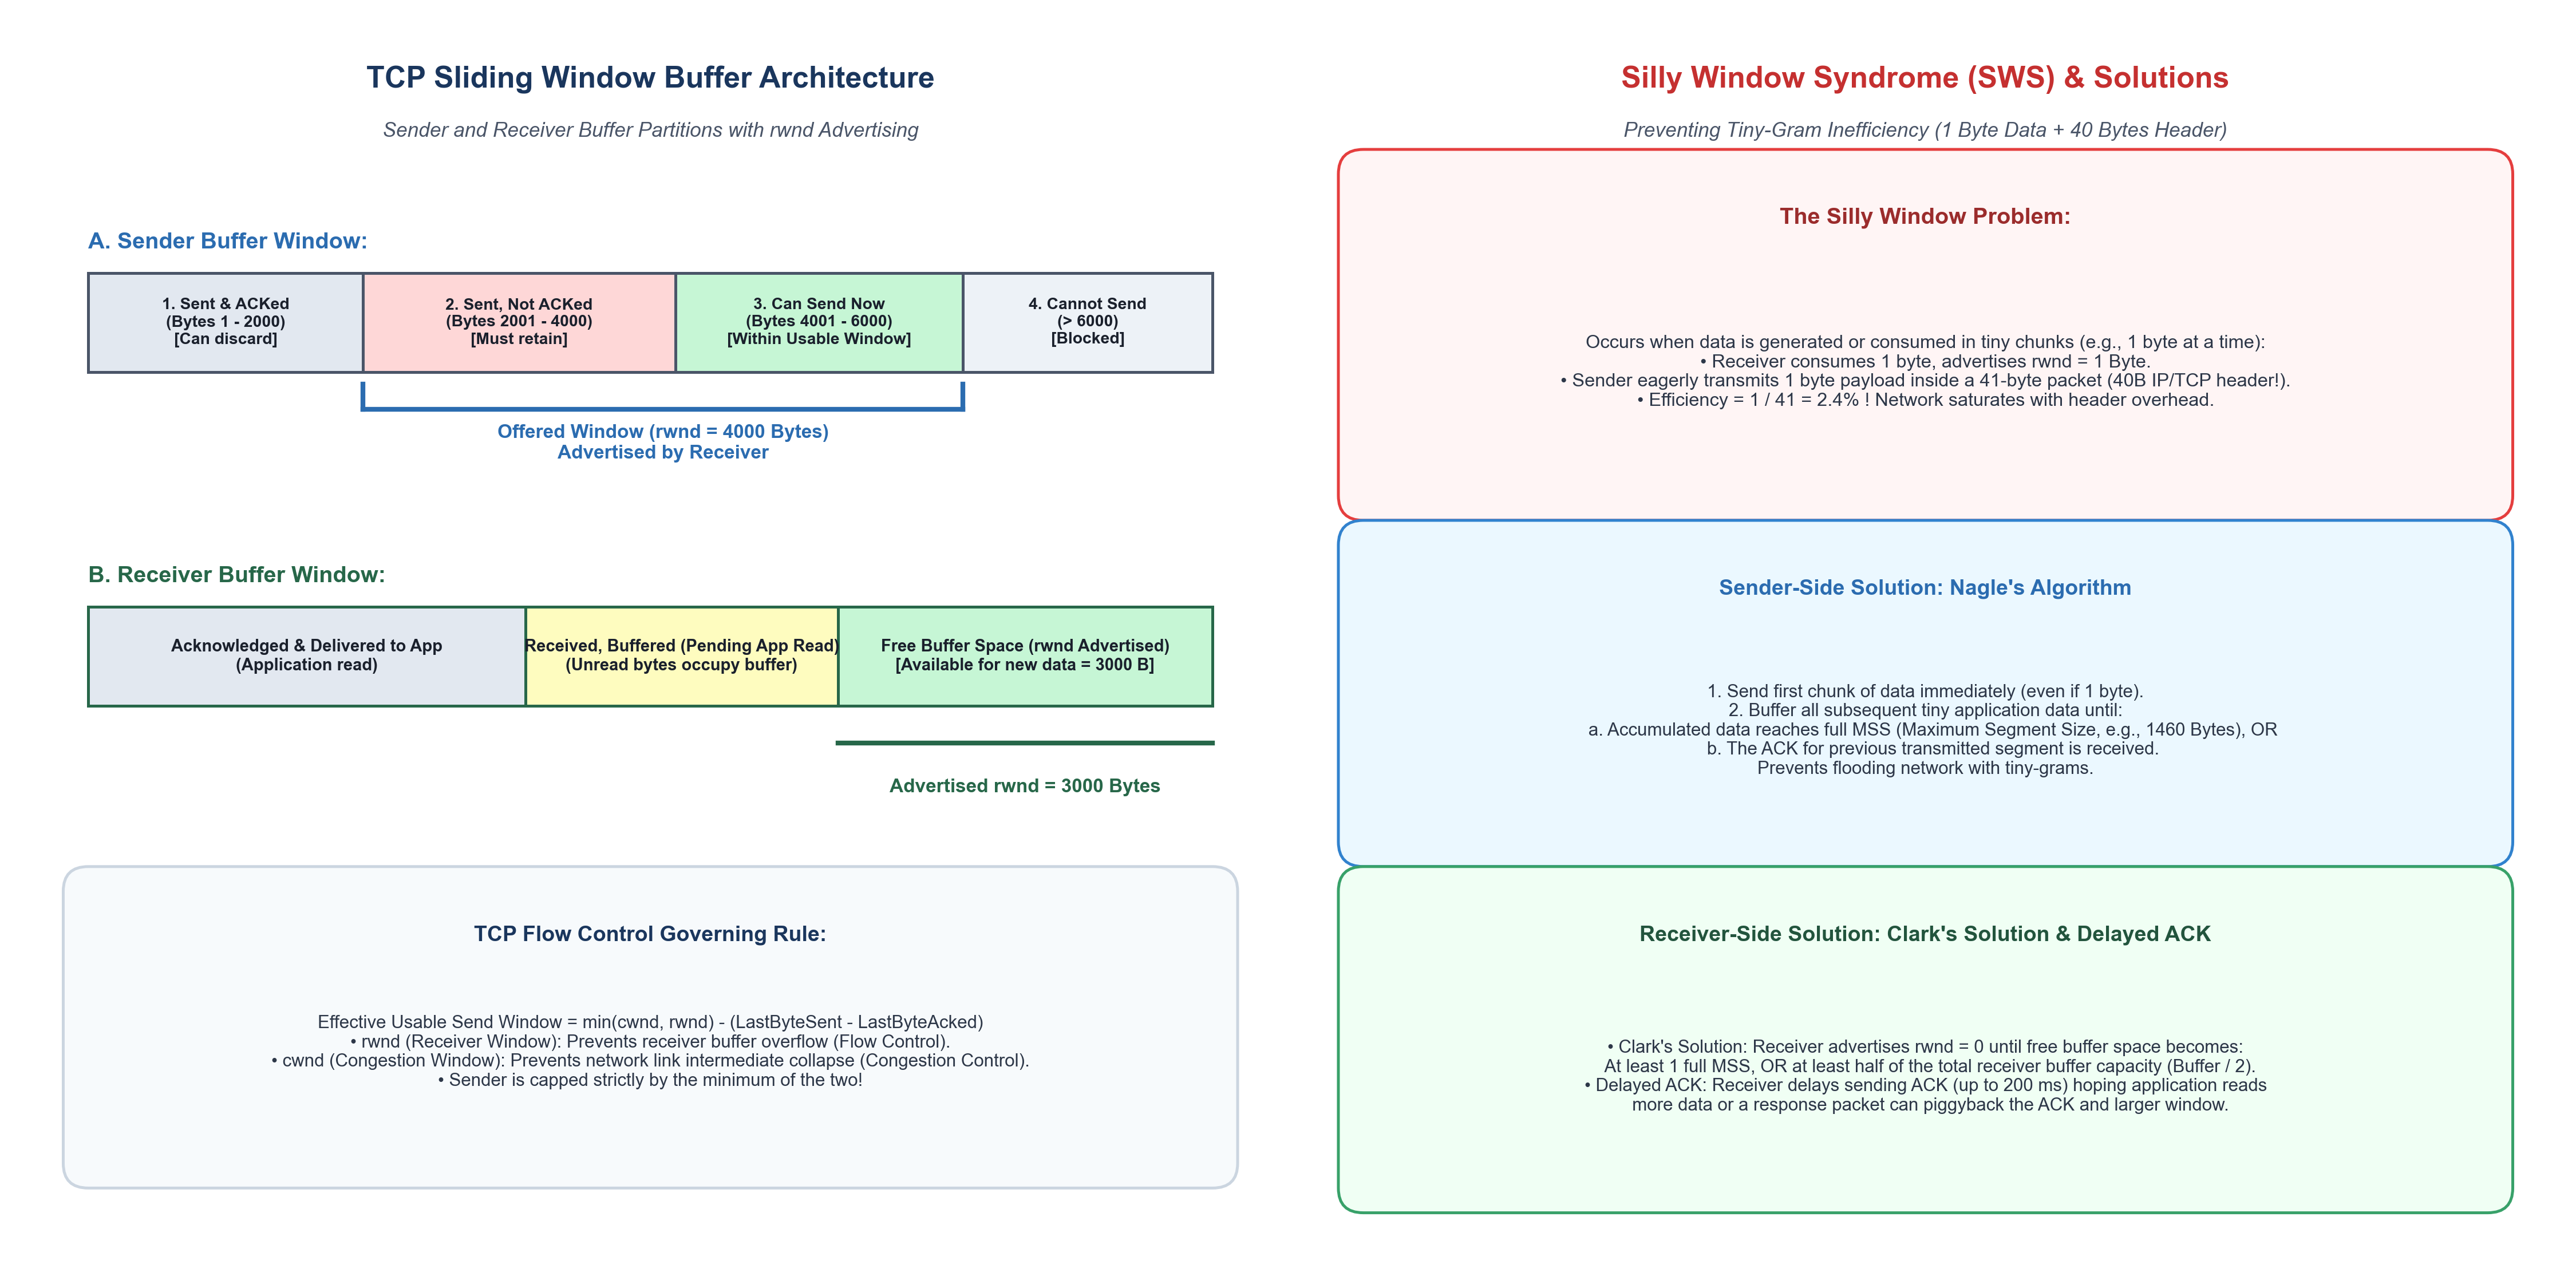 TCP Sliding Window Buffer Architecture
Sender and Receiver Buffer Partitions with rwnd Advertising
A. Sender Buffer Window:
1. Sent & ACKed
(Bytes 1 - 2000)
[Can discard]
2. Sent, Not ACKed
(Bytes 2001 - 4000)
[Must retain]
3. Can Send Now
(Bytes 4001 - 6000)
[Within Usable Window]
4. Cannot Send
(> 6000)
[Blocked]
Offered Window (rwnd = 4000 Bytes)
Advertised by Receiver
B. Receiver Buffer Window:
Acknowledged & Delivered to App
(Application read)
Received, Buffered (Pending App Read)
(Unread bytes occupy buffer)
Free Buffer Space (rwnd Advertised)
[Available for new data = 3000 B]
Advertised rwnd = 3000 Bytes
TCP Flow Control Governing Rule:
Effective Usable Send Window = min(cwnd, rwnd) - (LastByteSent - LastByteAcked)
• rwnd (Receiver Window): Prevents receiver buffer overflow (Flow Control).
• cwnd (Congestion Window): Prevents network link intermediate collapse (Congestion Control).
• Sender is capped strictly by the minimum of the two!
Silly Window Syndrome (SWS) & Solutions
Preventing Tiny-Gram Inefficiency (1 Byte Data + 40 Bytes Header)
The Silly Window Problem:
Occurs when data is generated or consumed in tiny chunks (e.g., 1 byte at a time):
• Receiver consumes 1 byte, advertises rwnd = 1 Byte.
• Sender eagerly transmits 1 byte payload inside a 41-byte packet (40B IP/TCP header!).
• Efficiency = 1 / 41 = 2.4% ! Network saturates with header overhead.
Sender-Side Solution: Nagle's Algorithm
1. Send first chunk of data immediately (even if 1 byte).
2. Buffer all subsequent tiny application data until:
a. Accumulated data reaches full MSS (Maximum Segment Size, e.g., 1460 Bytes), OR
b. The ACK for previous transmitted segment is received.
Prevents flooding network with tiny-grams.
Receiver-Side Solution: Clark's Solution & Delayed ACK
• Clark's Solution: Receiver advertises rwnd = 0 until free buffer space becomes:
At least 1 full MSS, OR at least half of the total receiver buffer capacity (Buffer / 2).
• Delayed ACK: Receiver delays sending ACK (up to 200 ms) hoping application reads
more data or a response packet can piggyback the ACK and larger window.